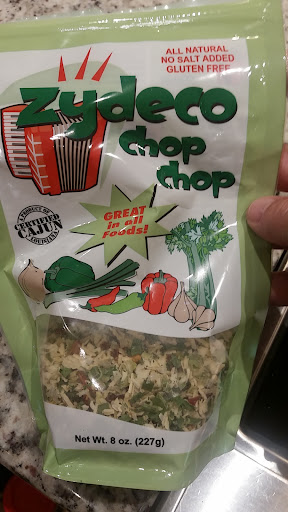 ALL NATURAL
NO SALT ADDED
GLUTEN FREE
Zydeco
chop
chop
PRODUCT OF
CERTIFIED
CAJUN
LOUISIANA
GREAT
in all
foods!
Net Wt. 8 oz. (227g)